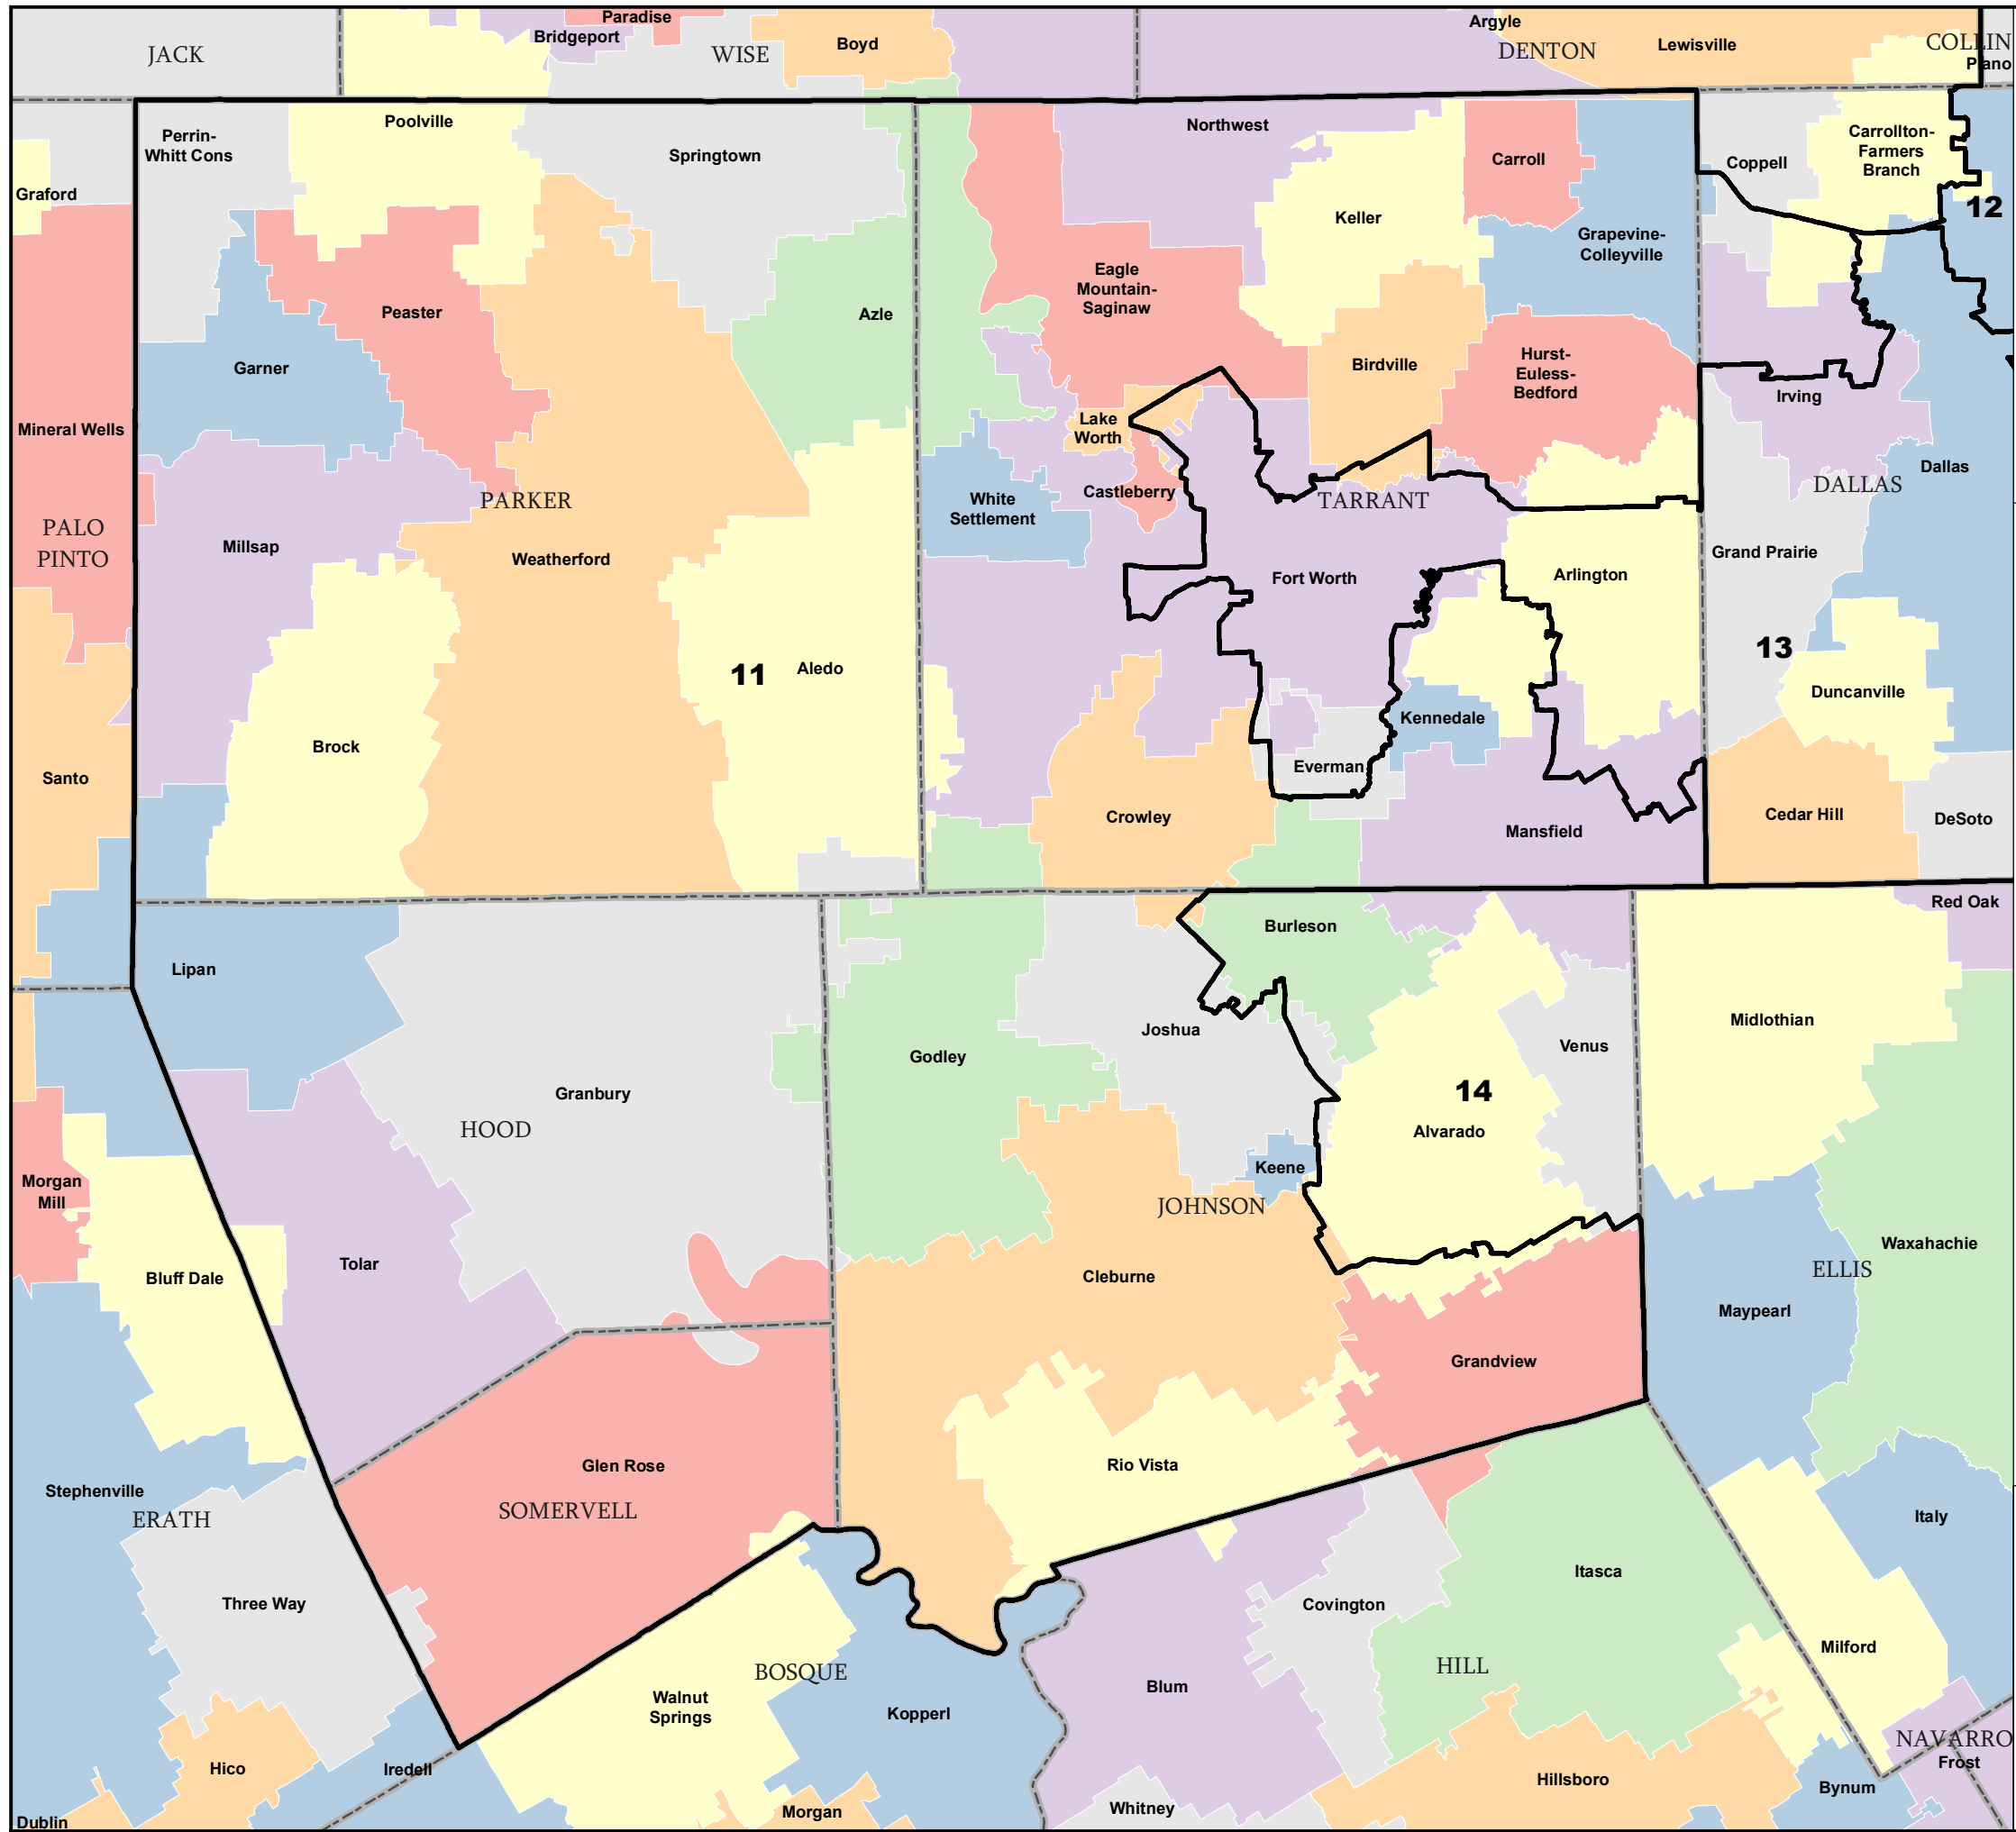 Paradise
Bridgeport
Argyle
JACK
WISE
Boyd
DENTON
Lewisville
COLLIN
Plano
Perrin-
Whitt Cons
Poolville
Springtown
Northwest
Carroll
Coppell
Carrollton-
Farmers
Branch
Graford
12
Keller
Grapevine-
Colleyville
Eagle
Mountain-
Saginaw
Peaster
Azle
Garner
Birdville
Hurst-
Euless-
Bedford
Irving
Mineral Wells
Lake
Worth
Dallas
DALLAS
Castleberry
White
Settlement
TARRANT
PARKER
PALO
PINTO
Millsap
Weatherford
Grand Prairie
Fort Worth
Arlington
13
11
Aledo
Duncanville
Kennedale
Brock
Everman
Santo
Crowley
Mansfield
Cedar Hill
DeSoto
Red Oak
Burleson
Lipan
Joshua
Midlothian
Venus
Godley
Granbury
14
HOOD
Alvarado
Keene
Morgan
Mill
JOHNSON
Waxahachie
Tolar
Bluff Dale
Cleburne
ELLIS
Maypearl
Grandview
Glen Rose
Rio Vista
Stephenville
SOMERVELL
ERATH
Italy
Itasca
Three Way
Covington
Milford
HILL
BOSQUE
Blum
Walnut
Springs
Kopperl
NAVARRO
Frost
Hico
Iredell
Hillsboro
Bynum
Whitney
Morgan
Dublin